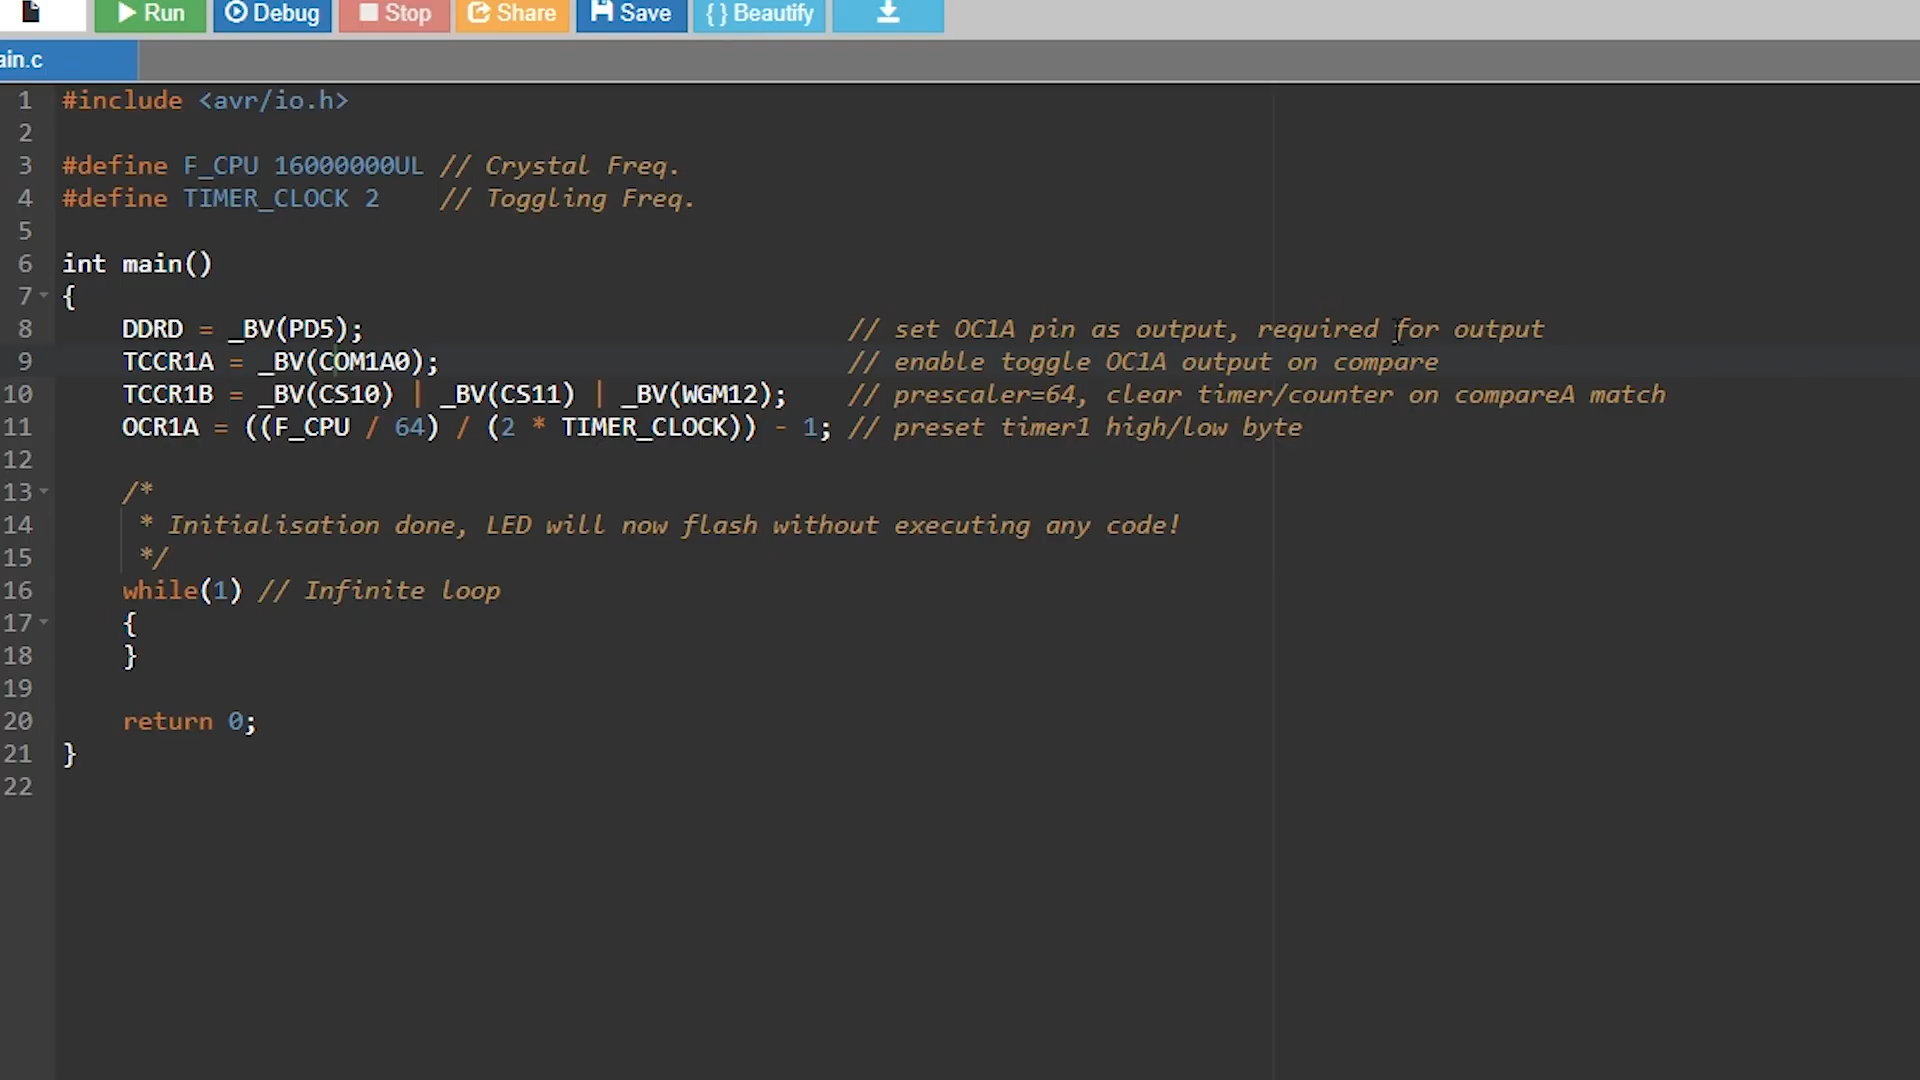 Run Debug Stop Share Save {} Beautify
ain.c
1 #include <avr/io.h>
2
3 #define F_CPU 16000000UL // Crystal Freq.
4 #define TIMER_CLOCK 2    // Toggling Freq.
5
6 int main()
7 {
8     DDRD = _BV(PD5);                                // set OC1A pin as output, required for output
9     TCCR1A = _BV(COM1A0);                           // enable toggle OC1A output on compare
10     TCCR1B = _BV(CS10) | _BV(CS11) | _BV(WGM12);    // prescaler=64, clear timer/counter on compareA match
11     OCR1A = ((F_CPU / 64) / (2 * TIMER_CLOCK)) - 1; // preset timer1 high/low byte
12
13     /*
14      * Initialisation done, LED will now flash without executing any code!
15      */
16     while(1) // Infinite loop
17     {
18     }
19
20     return 0;
21 }
22